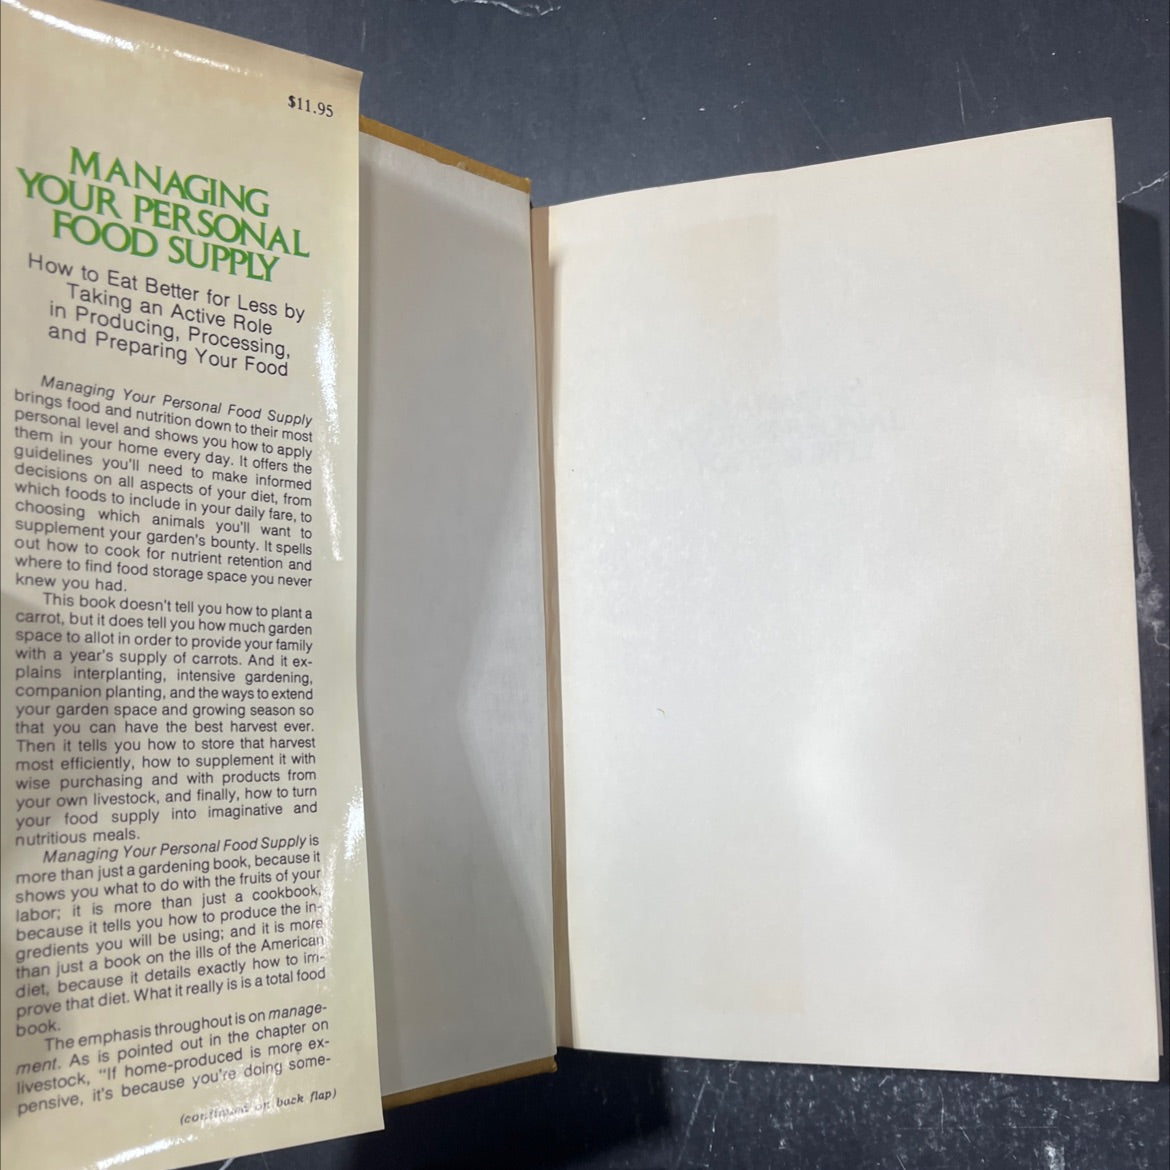 $11.95
MANAGING
YOUR PERSONAL
FOOD SUPPLY
How to Eat Better for Less by
Taking an Active Role
in Producing, Processing,
and Preparing Your Food
Managing Your Personal Food Supply
brings food and nutrition down to their most
personal level and shows you how to apply
them in your home every day. It offers the
guidelines you'll need to make informed
decisions on all aspects of your diet, from
which foods to include in your daily fare, to
choosing which animals you'll want to
supplement your garden's bounty. It spells
out how to cook for nutrient retention and
where to find food storage space you never
knew you had.
This book doesn't tell you how to plant a
carrot, but it does tell you how much garden
space to allot in order to provide your family
with a year's supply of carrots. And it ex-
plains interplanting, intensive gardening,
companion planting, and the ways to extend
your garden space and growing season so
that you can have the best harvest ever.
Then it tells you how to store that harvest
most efficiently, how to supplement it with
wise purchasing and with products from
your own livestock, and finally, how to turn
your food supply into imaginative and
nutritious meals.
Managing Your Personal Food Supply is
more than just a gardening book, because it
shows you what to do with the fruits of your
labor; it is more than just a cookbook,
because it tells you how to produce the in-
gredients you will be using; and it is more
than just a book on the ills of the American
diet, because it details exactly how to im-
prove that diet. What it really is is a total food
book.
The emphasis throughout is on manage-
ment. As is pointed out in the chapter on
livestock, "If home-produced is more ex-
pensive, it's because you're doing some-
(continued on back flap)